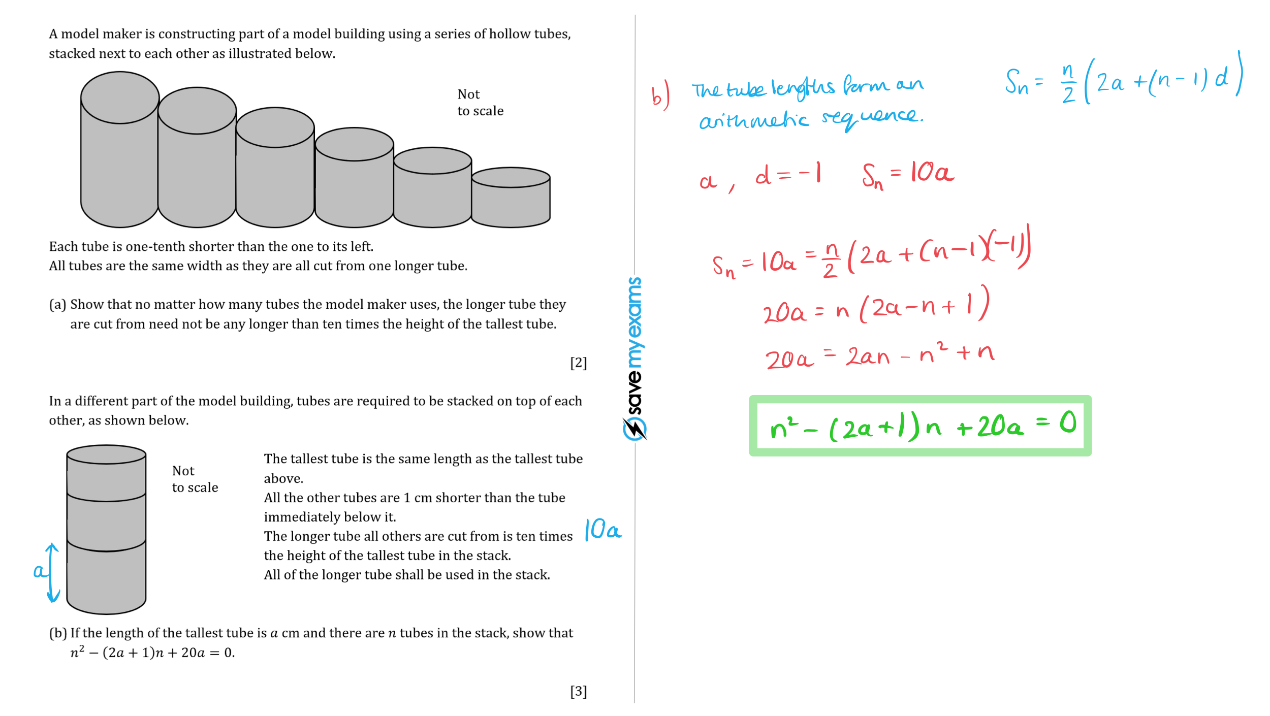 A model maker is constructing part of a model building using a series of hollow tubes,
stacked next to each other as illustrated below.
Not
to scale
Each tube is one-tenth shorter than the one to its left.
All tubes are the same width as they are all cut from one longer tube.
(a) Show that no matter how many tubes the model maker uses, the longer tube they
are cut from need not be any longer than ten times the height of the tallest tube.
[2]
In a different part of the model building, tubes are required to be stacked on top of each
other, as shown below.
Not
to scale
a
The tallest tube is the same length as the tallest tube
above.
All the other tubes are 1 cm shorter than the tube
immediately below it.
The longer tube all others are cut from is ten times 10a
the height of the tallest tube in the stack.
All of the longer tube shall be used in the stack.
(b) If the length of the tallest tube is a cm and there are n tubes in the stack, show that
n² − (2a + 1)n + 20a = 0.
[3]
save my exams
b) The tube lengths form an
arithmetic sequence.
Sₙ = n/2 (2a + (n − 1) d)
a , d = −1 Sₙ = 10a
Sₙ = 10a = n/2 (2a + (n−1)(−1))
20a = n (2a − n + 1)
20a = 2an − n² + n
n² − (2a+1)n + 20a = 0